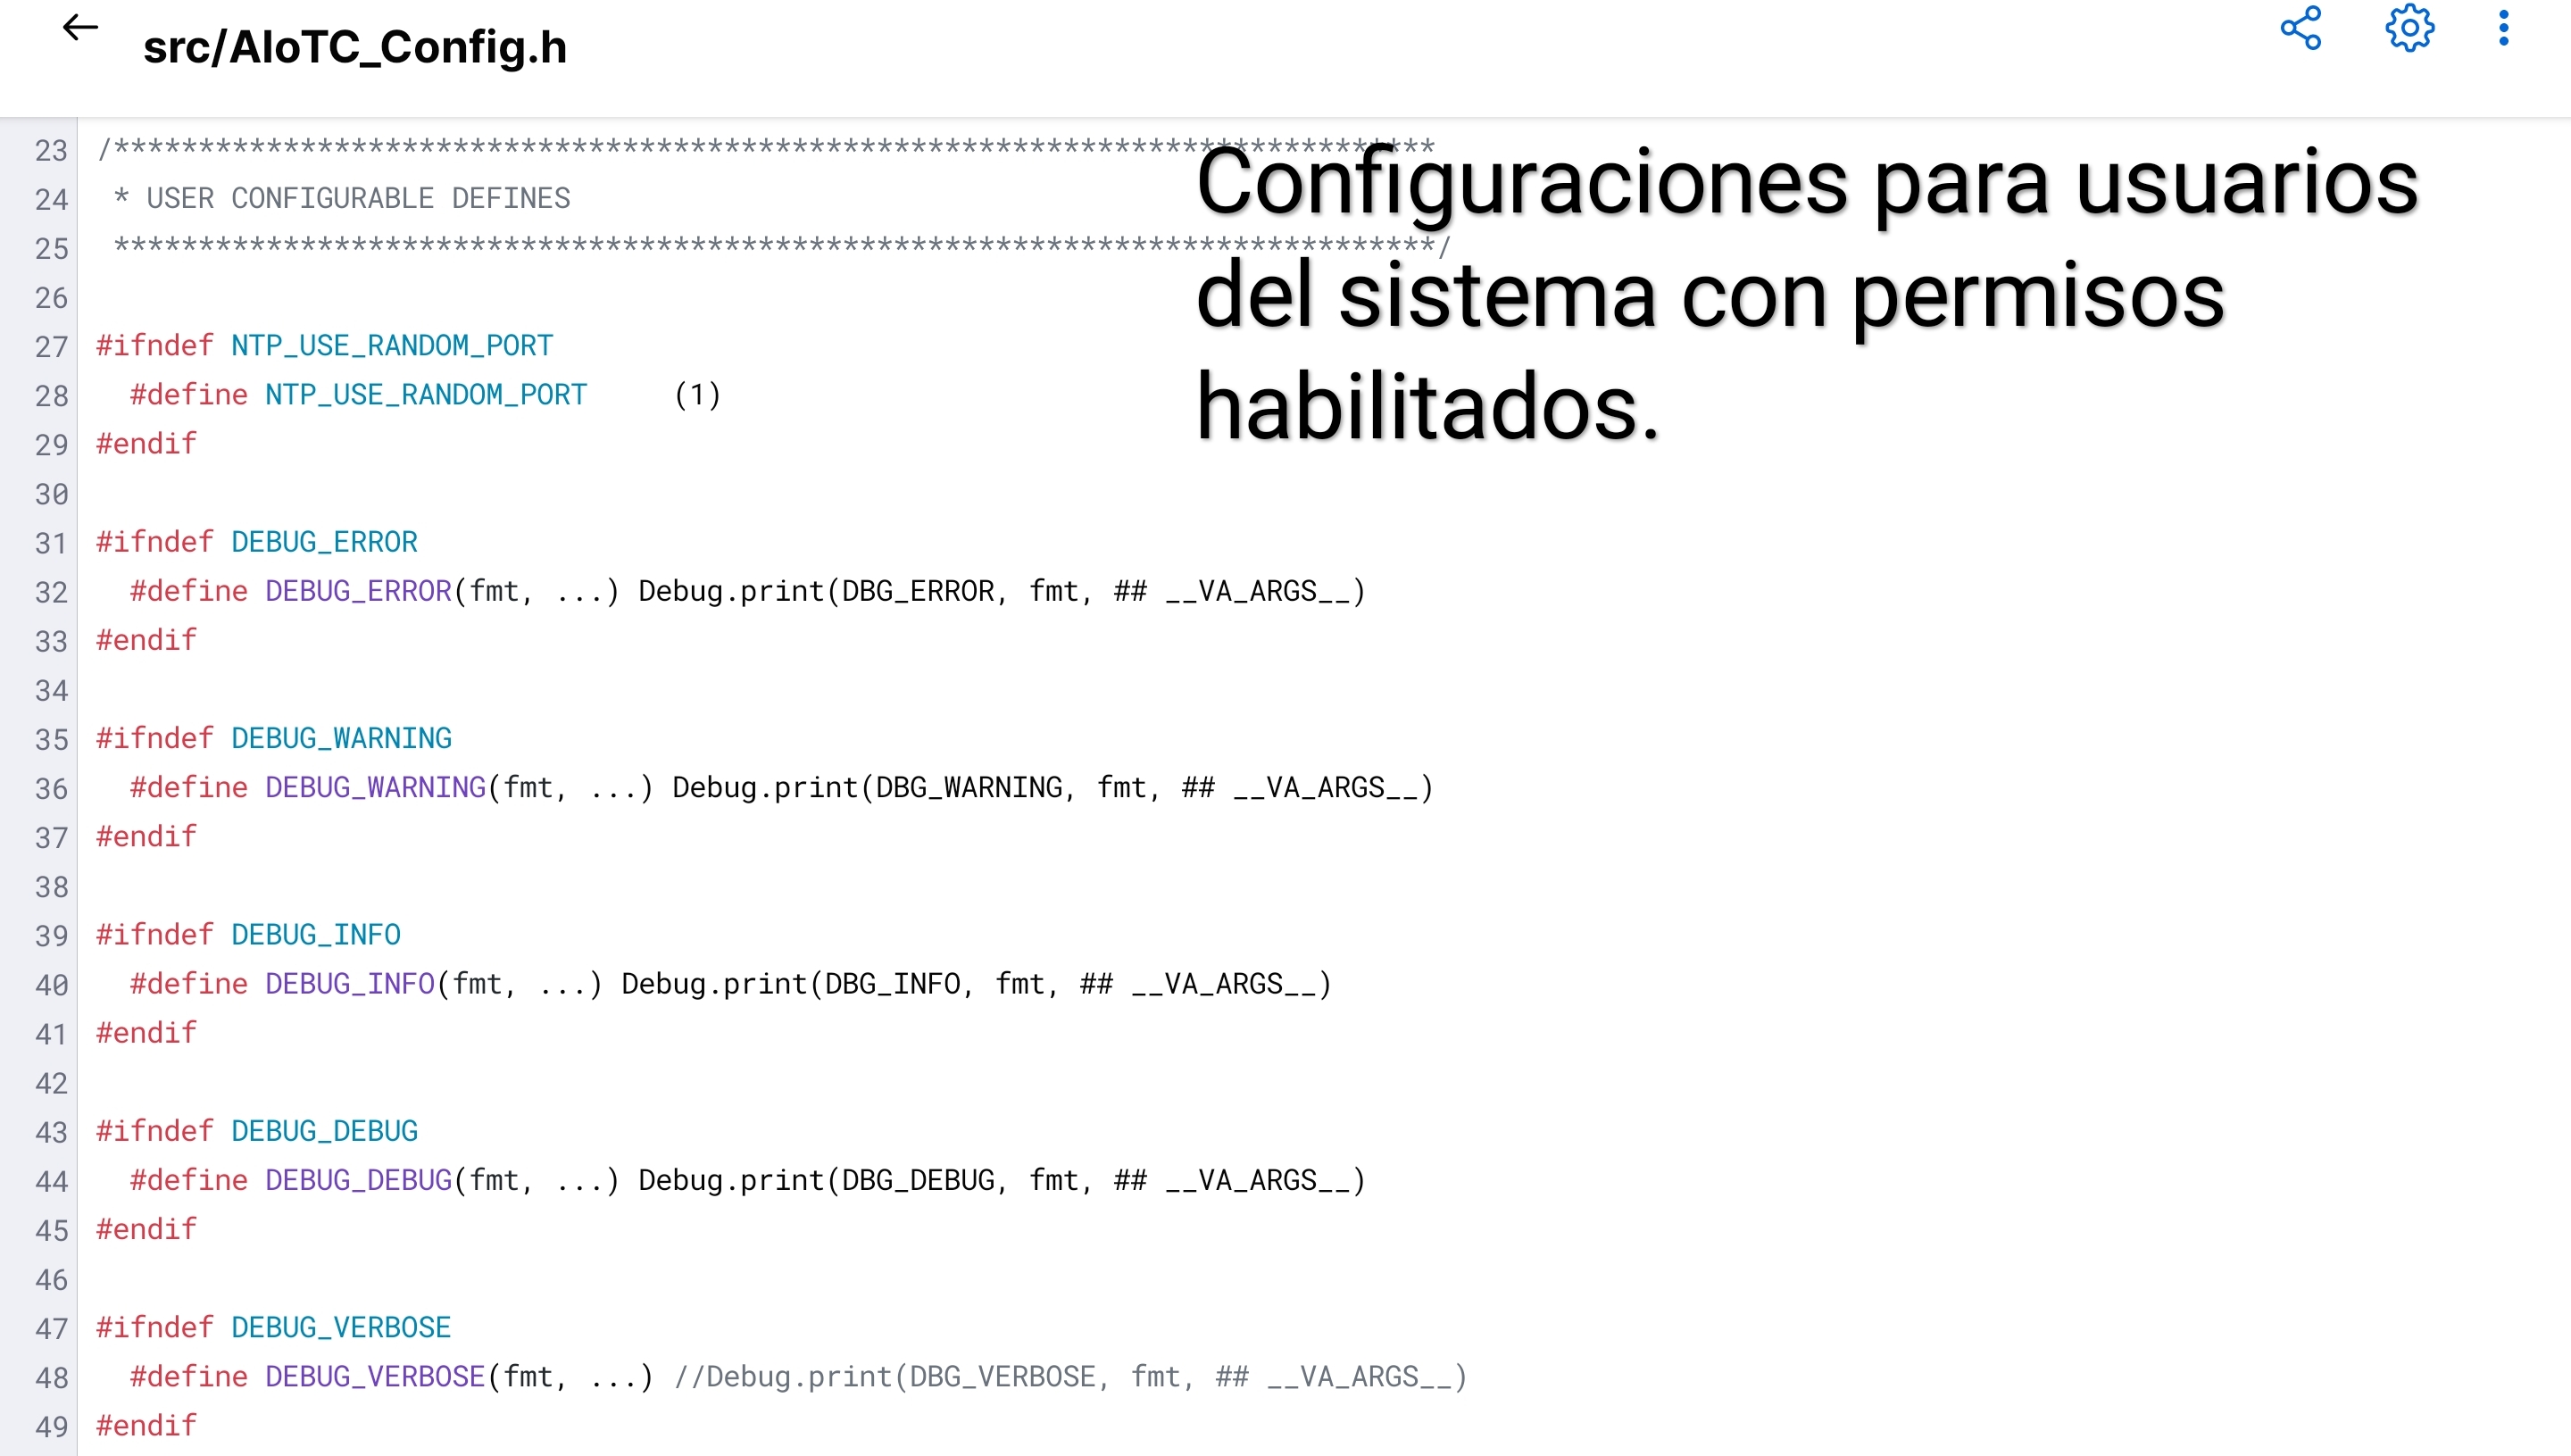 src/AIoTC_Config.h
23 /******************************************************************************
Configuraciones para usuarios
del sistema con permisos
habilitados.
24  * USER CONFIGURABLE DEFINES
25  ******************************************************************************/
26
27 #ifndef NTP_USE_RANDOM_PORT
28   #define NTP_USE_RANDOM_PORT     (1)
29 #endif
30
31 #ifndef DEBUG_ERROR
32   #define DEBUG_ERROR(fmt, ...) Debug.print(DBG_ERROR, fmt, ## __VA_ARGS__)
33 #endif
34
35 #ifndef DEBUG_WARNING
36   #define DEBUG_WARNING(fmt, ...) Debug.print(DBG_WARNING, fmt, ## __VA_ARGS__)
37 #endif
38
39 #ifndef DEBUG_INFO
40   #define DEBUG_INFO(fmt, ...) Debug.print(DBG_INFO, fmt, ## __VA_ARGS__)
41 #endif
42
43 #ifndef DEBUG_DEBUG
44   #define DEBUG_DEBUG(fmt, ...) Debug.print(DBG_DEBUG, fmt, ## __VA_ARGS__)
45 #endif
46
47 #ifndef DEBUG_VERBOSE
48   #define DEBUG_VERBOSE(fmt, ...) //Debug.print(DBG_VERBOSE, fmt, ## __VA_ARGS__)
49 #endif